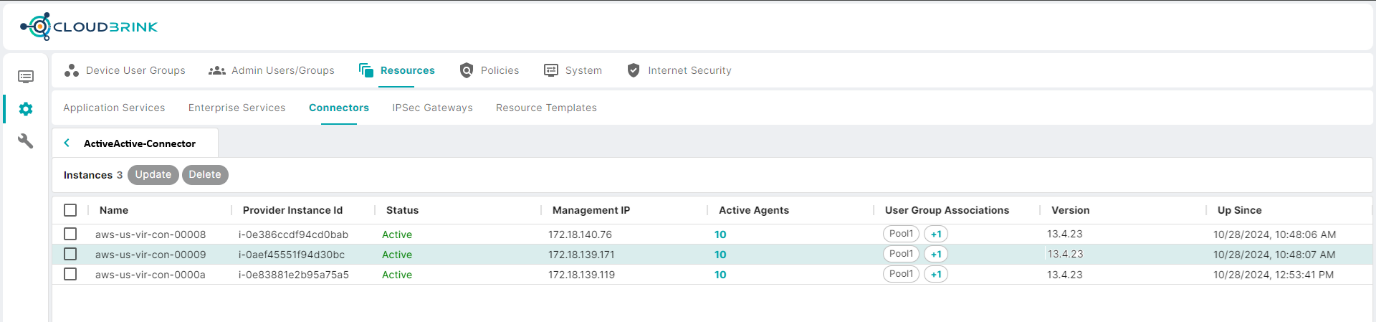 CLOUDBRINK
Device User Groups Admin Users/Groups Resources Policies System Internet Security
Application Services Enterprise Services Connectors IPSec Gateways Resource Templates
ActiveActive-Connector
Instances 3 Update Delete
Name Provider Instance Id Status Management IP Active Agents User Group Associations Version Up Since
aws-us-vir-con-00008 i-0e386ccdf94cd0bab Active 172.18.140.76 10 Pool1 +1 13.4.23 10/28/2024, 10:48:06 AM
aws-us-vir-con-00009 i-0aef45551f94d30bc Active 172.18.139.171 10 Pool1 +1 13.4.23 10/28/2024, 10:48:07 AM
aws-us-vir-con-0000a i-0e83881e2b95a75a5 Active 172.18.139.119 10 Pool1 +1 13.4.23 10/28/2024, 12:53:41 PM